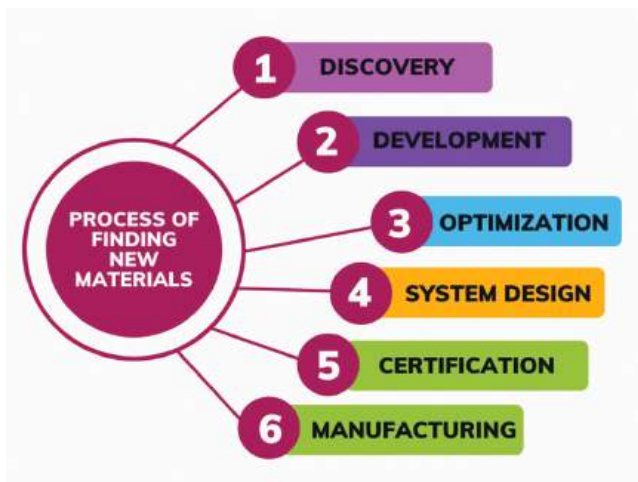 1 DISCOVERY
2 DEVELOPMENT
3 OPTIMIZATION
4 SYSTEM DESIGN
5 CERTIFICATION
6 MANUFACTURING
PROCESS OF
FINDING
NEW
MATERIALS